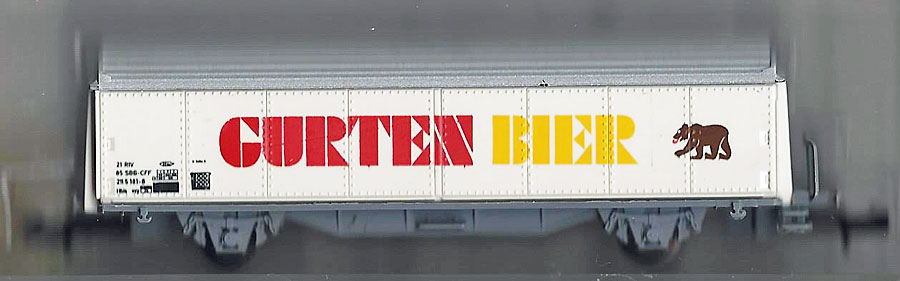 GURTEN BIER
21 RIV
85 SBB-CFF